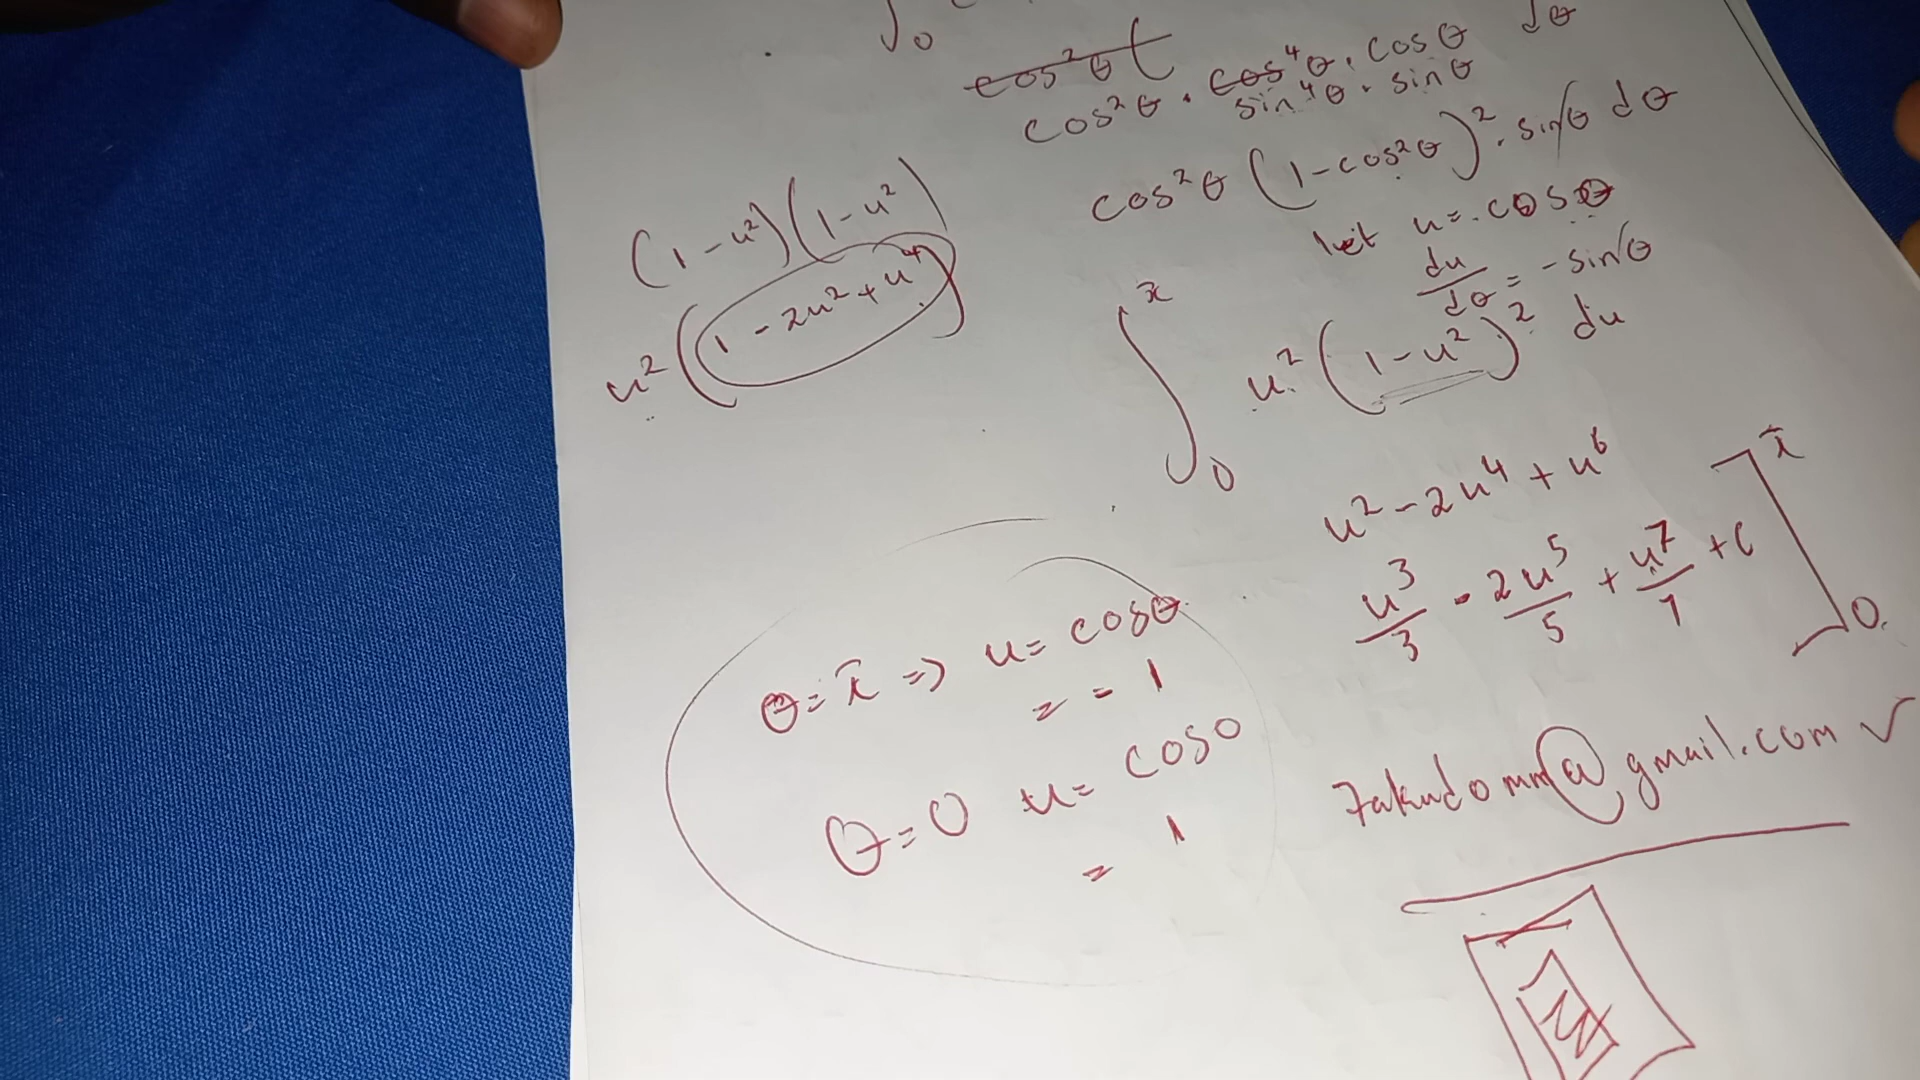 ∫₀
cos²θ (
cos²θ · cos⁴θ · cosθ dθ
sin⁴θ · sinθ
cos²θ (1 - cos²θ)² · sinθ dθ
let u = cosθ
du/dθ = -sinθ
∫₀^π u² (1 - u²)² du
(1 - u²)(1 - u²)
u² (1 - 2u² + u⁴)
u² - 2u⁴ + u⁶
u³/3 - 2u⁵/5 + u⁷/7 + c ]₀^π
θ = π => u = cosθ
= -1
θ = 0 u = cos0
= 1
@gmail.com ✓